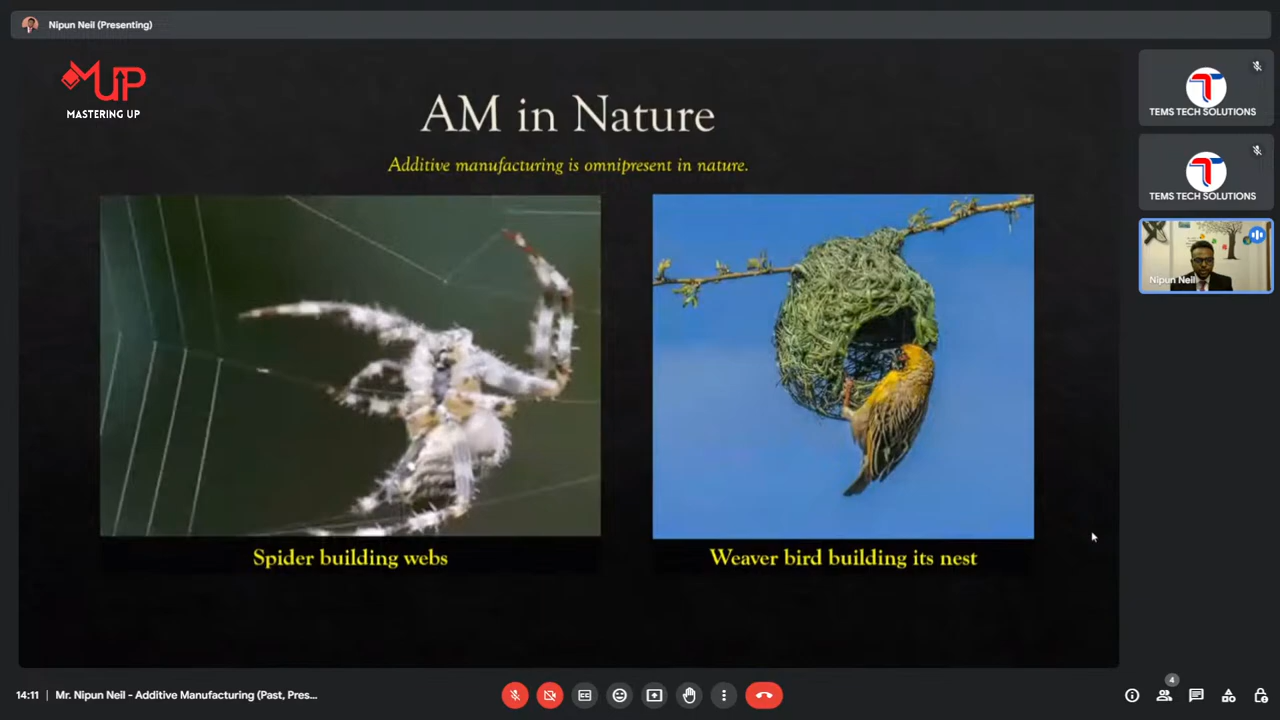 Nipun Neil (Presenting)
MUP
MASTERING UP
AM in Nature
Additive manufacturing is omnipresent in nature.
Spider building webs
Weaver bird building its nest
TEMS TECH SOLUTIONS
TEMS TECH SOLUTIONS
Nipun Neil
4
14:11 | Mr. Nipun Neil - Additive Manufacturing (Past, Pres...